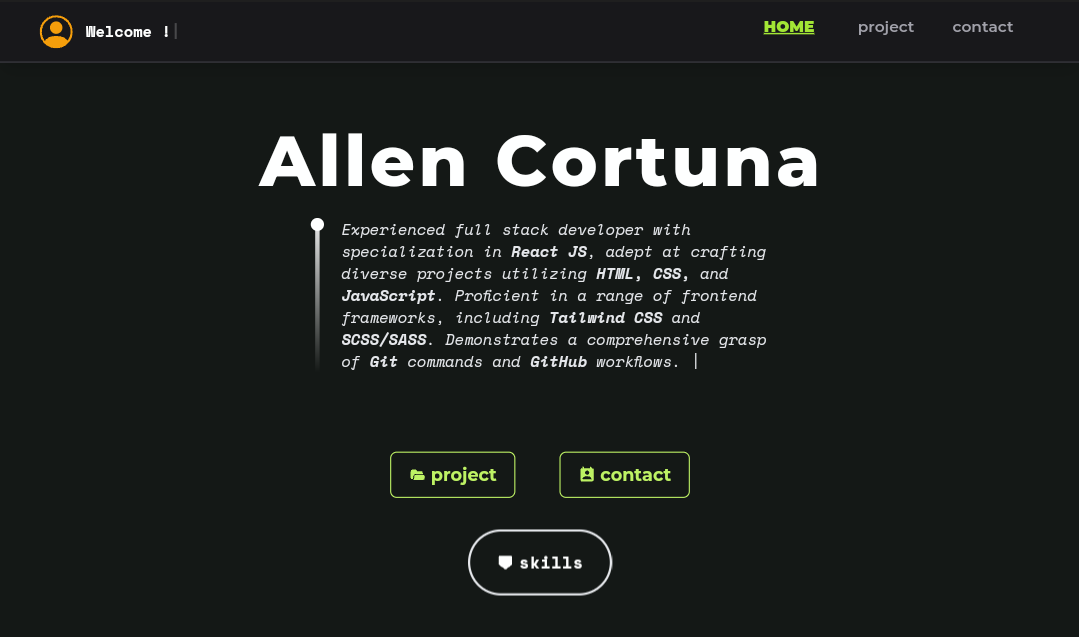 Welcome !
HOME project contact
Allen Cortuna
Experienced full stack developer with
specialization in React JS, adept at crafting
diverse projects utilizing HTML, CSS, and
JavaScript. Proficient in a range of frontend
frameworks, including Tailwind CSS and
SCSS/SASS. Demonstrates a comprehensive grasp
of Git commands and GitHub workflows.
project contact
skills